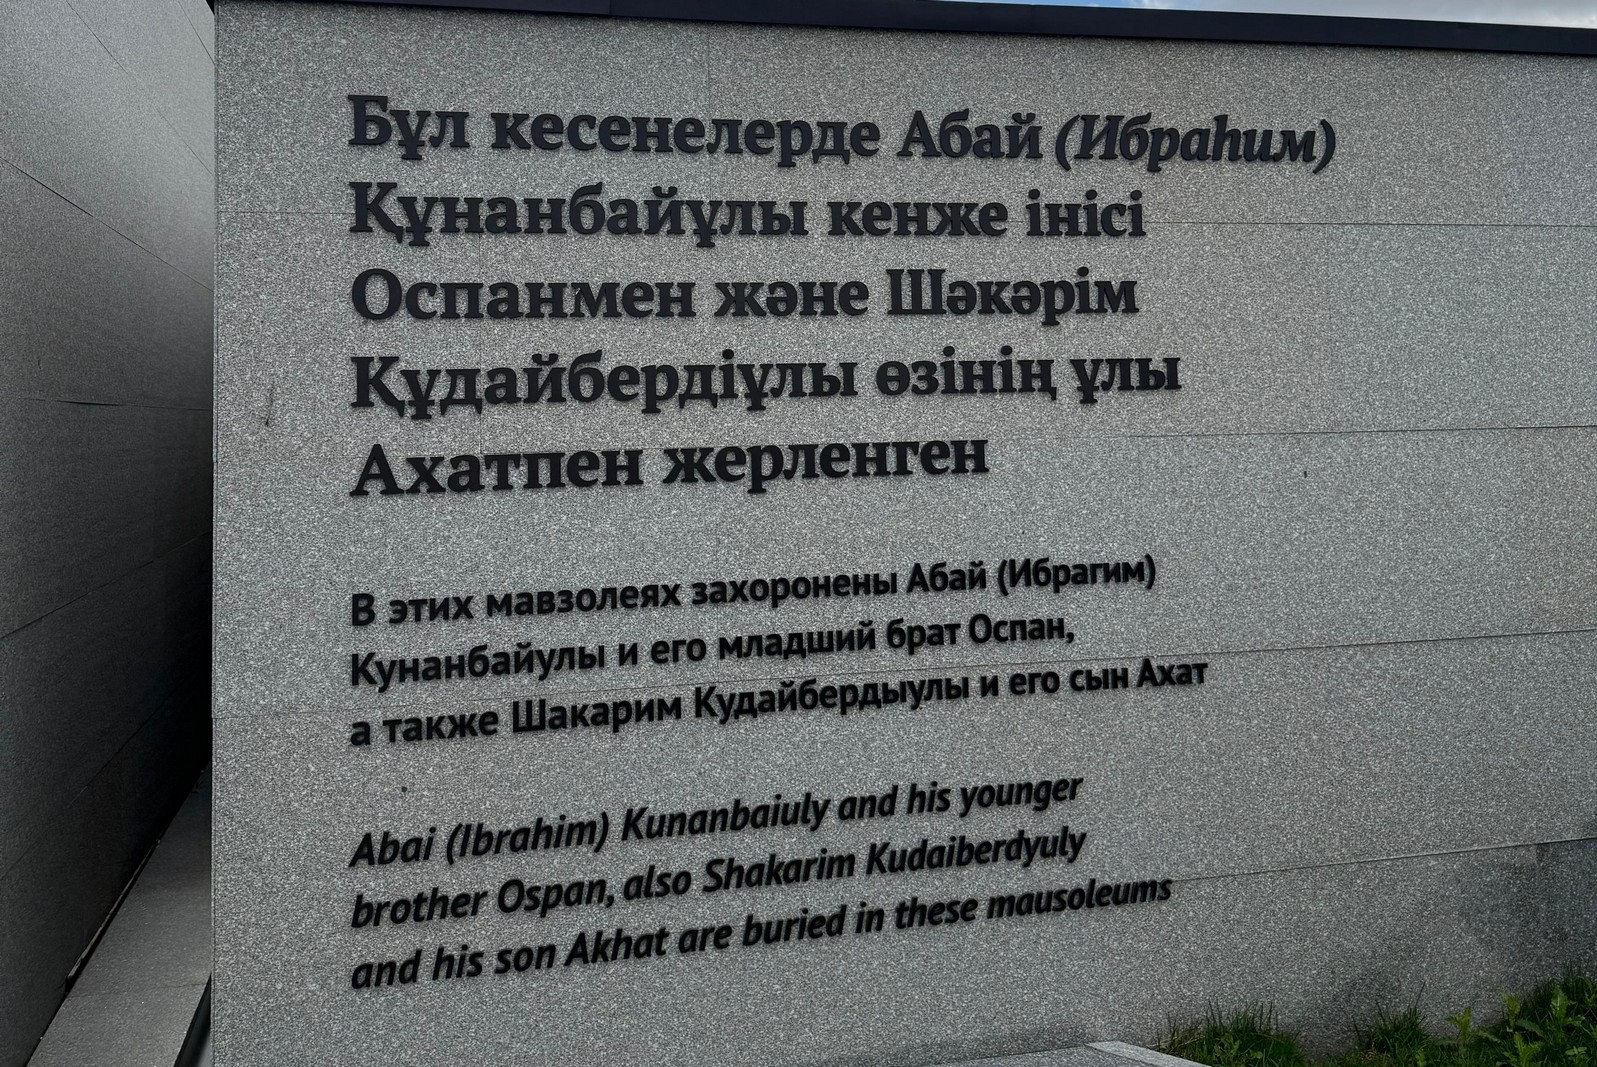 Бұл кесенелерде Абай (Ибраһим)
Құнанбайұлы кенже інісі
Оспанмен және Шәкәрім
Құдайбердіұлы өзінің ұлы
Ахатпен жерленген
В этих мавзолеях захоронены Абай (Ибрагим)
Кунанбайулы и его младший брат Оспан,
а также Шакарим Кудайбердыулы и его сын Ахат
Abai (Ibrahim) Kunanbaiuly and his younger
brother Ospan, also Shakarim Kudaiberdyuly
and his son Akhat are buried in these mausoleums